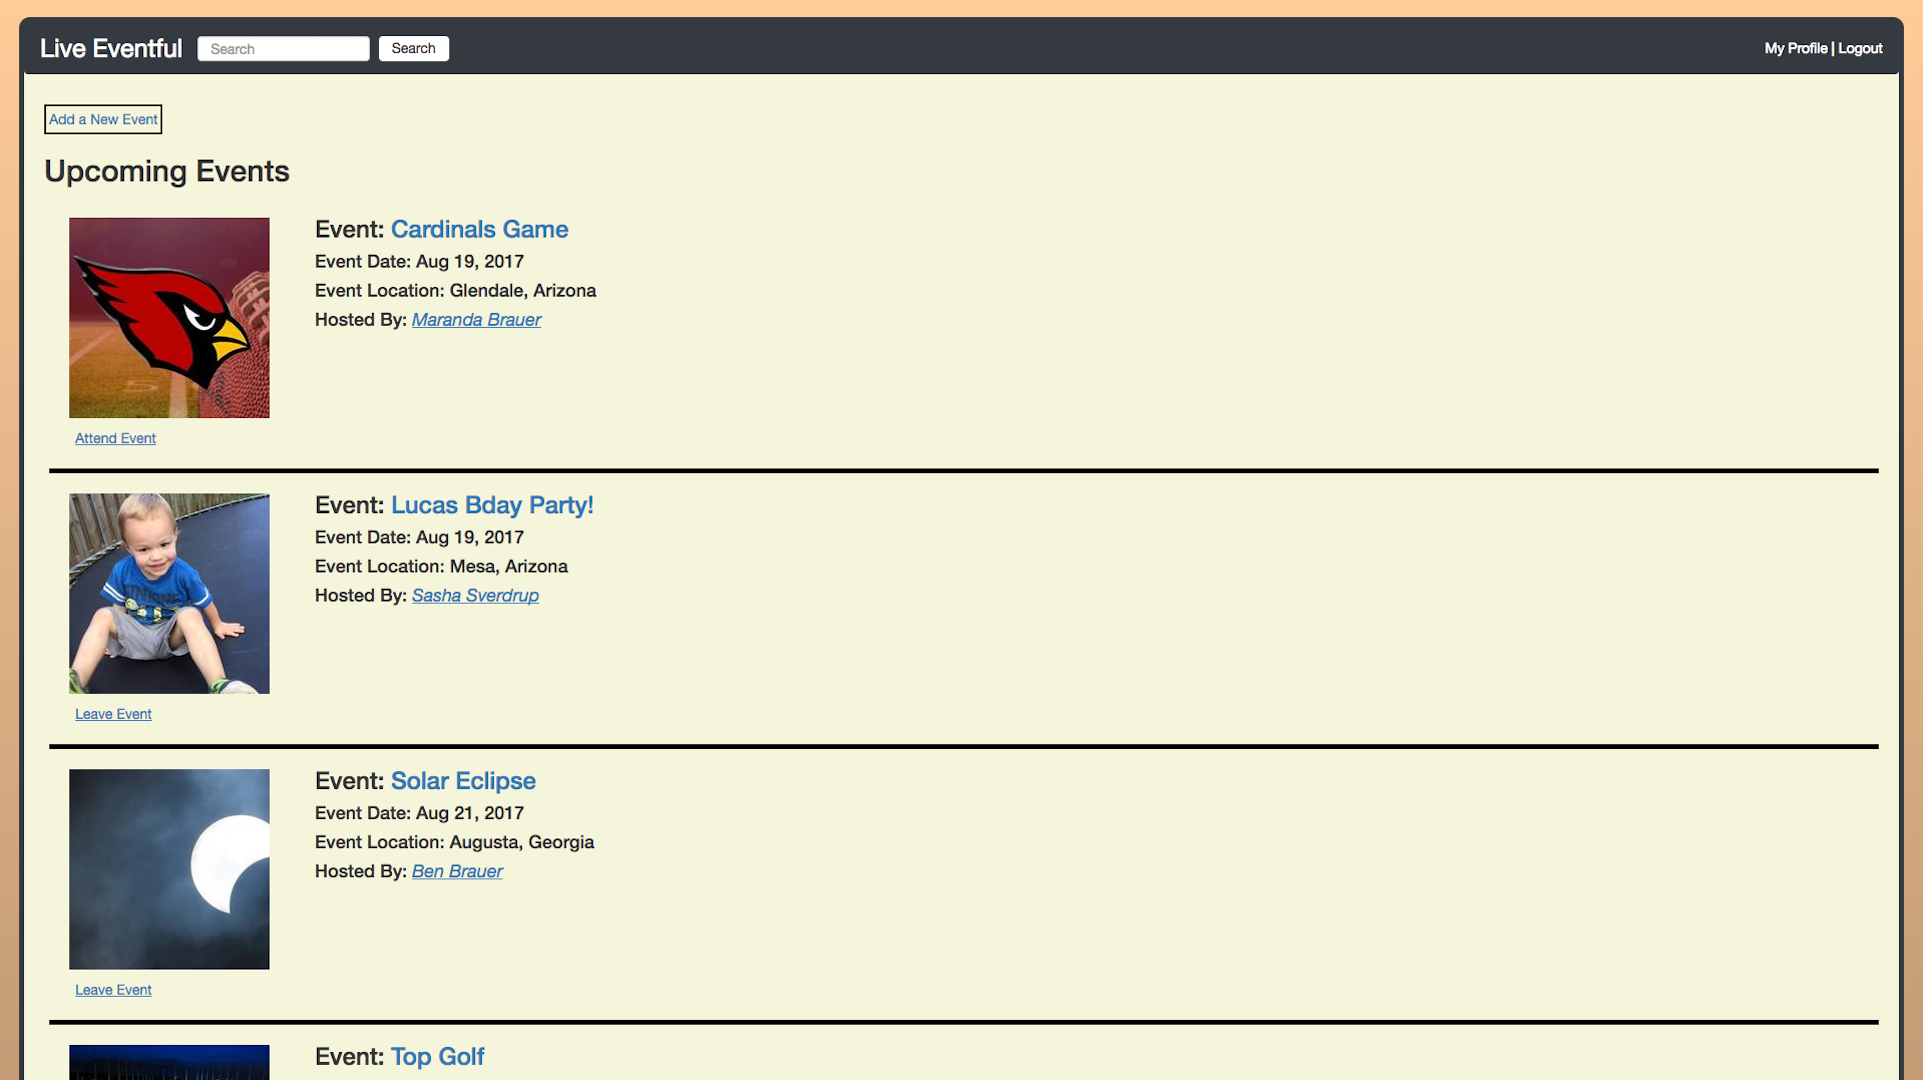 Live Eventful Search Search My Profile | Logout
Add a New Event
Upcoming Events
Event: Cardinals Game
Event Date: Aug 19, 2017
Event Location: Glendale, Arizona
Hosted By: Maranda Brauer
5
Attend Event
Event: Lucas Bday Party!
Event Date: Aug 19, 2017
Event Location: Mesa, Arizona
Hosted By: Sasha Sverdrup
Leave Event
Event: Solar Eclipse
Event Date: Aug 21, 2017
Event Location: Augusta, Georgia
Hosted By: Ben Brauer
Leave Event
Event: Top Golf